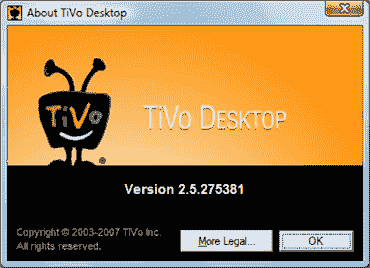 About TiVo Desktop
TiVo
TiVo Desktop
Version 2.5.275381
Copyright © 2003-2007 TiVo Inc.
All rights reserved.
More Legal...
OK